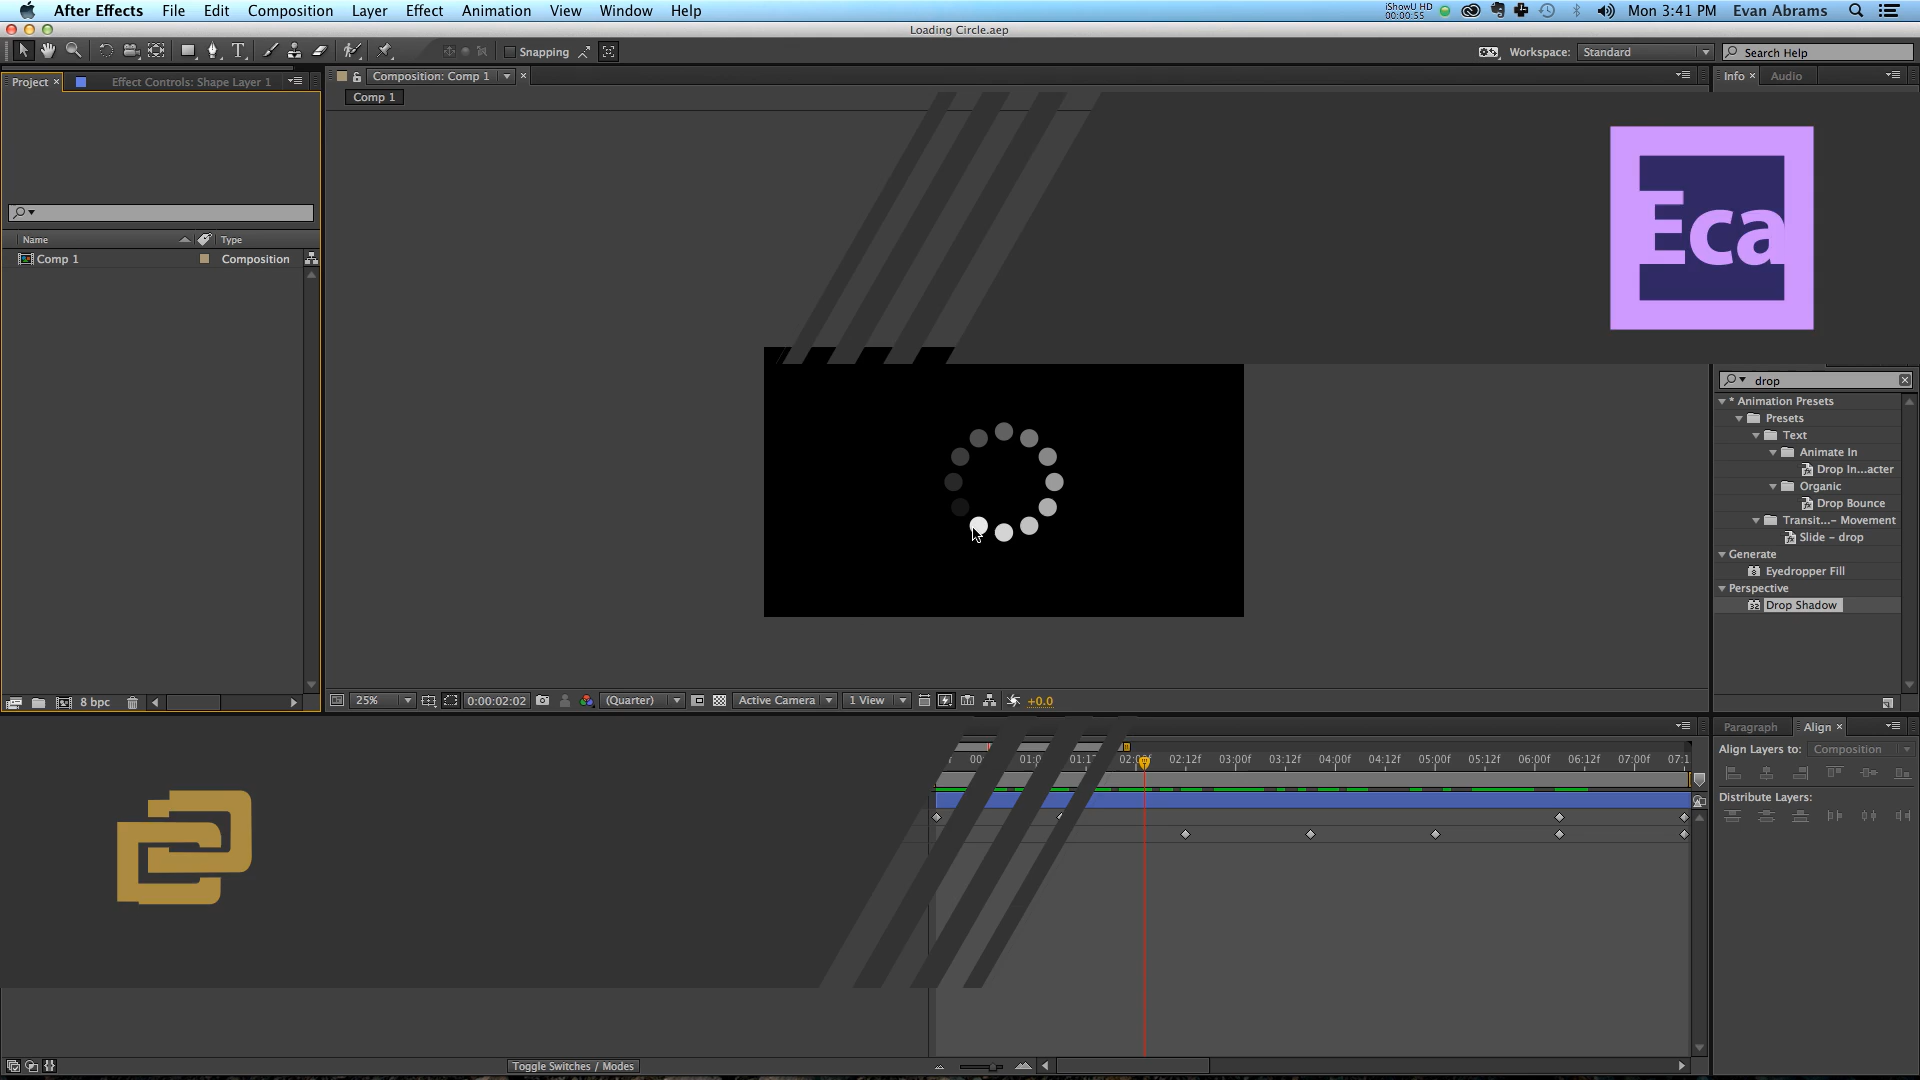 After Effects File Edit Composition Layer Effect Animation View Window Help iShowU HD 00:00:55 Mon 3:41 PM Evan Abrams
Loading Circle.aep
Snapping Workspace: Standard Search Help
Project Effect Controls: Shape Layer 1 Composition: Comp 1 Info Audio
Comp 1
Eca
Name Type
Comp 1 Composition
drop
* Animation Presets
Presets
Text
Animate In
Drop In...acter
Organic
Drop Bounce
Transit...- Movement
Slide – drop
Generate
Eyedropper Fill
Perspective
Drop Shadow
8 bpc 25% 0:00:02:02 (Quarter) Active Camera 1 View +0.0
Paragraph Align
Align Layers to: Composition
02:12f 03:00f 03:12f 04:00f 04:12f 05:00f 05:12f 06:00f 06:12f 07:00f
Distribute Layers:
Toggle Switches / Modes